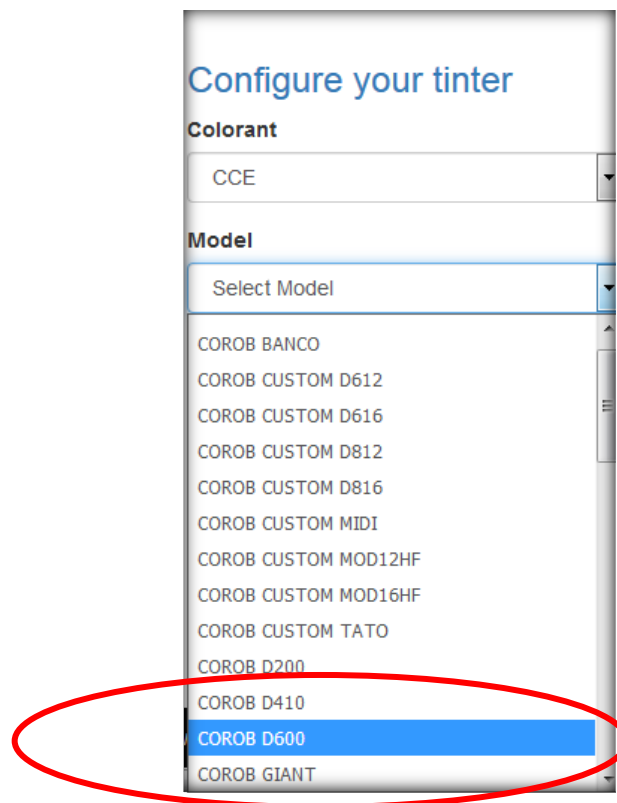 Configure your tinter
Colorant
CCE
Model
Select Model
COROB BANCO
COROB CUSTOM D612
COROB CUSTOM D616
COROB CUSTOM D812
COROB CUSTOM D816
COROB CUSTOM MIDI
COROB CUSTOM MOD12HF
COROB CUSTOM MOD16HF
COROB CUSTOM TATO
COROB D200
COROB D410
COROB D600
COROB GIANT